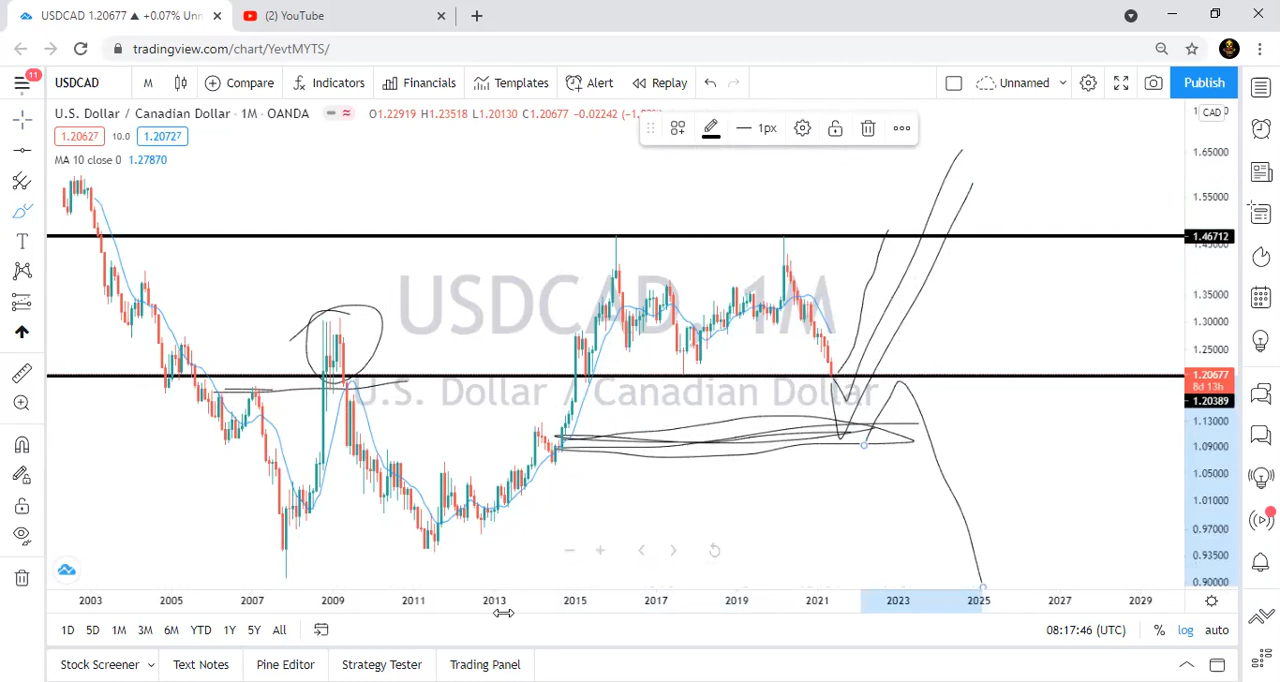 USDCAD 1.20677 ▲ +0.07% Unn
(2) YouTube
tradingview.com/chart/YevtMYTS/
11
USDCAD M Compare Indicators Financials Templates Alert Replay Unnamed Publish
U.S. Dollar / Canadian Dollar · 1M · OANDA O1.22919 H1.23518 L1.20130 C1.20677 -0.02242
1.20627 10.0 1.20727
MA 10 close 0 1.27870
1px
CAD
1.65000
1.55000
1.46712
1.45000
1.35000
1.30000
1.25000
1.20677
8d 13h
1.20389
1.13000
1.09000
1.05000
1.01000
0.97000
0.93500
0.90000
USDCAD, 1M
U.S. Dollar / Canadian Dollar
2003 2005 2007 2009 2011 2013 2015 2017 2019 2021 2023 2025 2027 2029
1D 5D 1M 3M 6M YTD 1Y 5Y All 08:17:46 (UTC) % log auto
Stock Screener Text Notes Pine Editor Strategy Tester Trading Panel